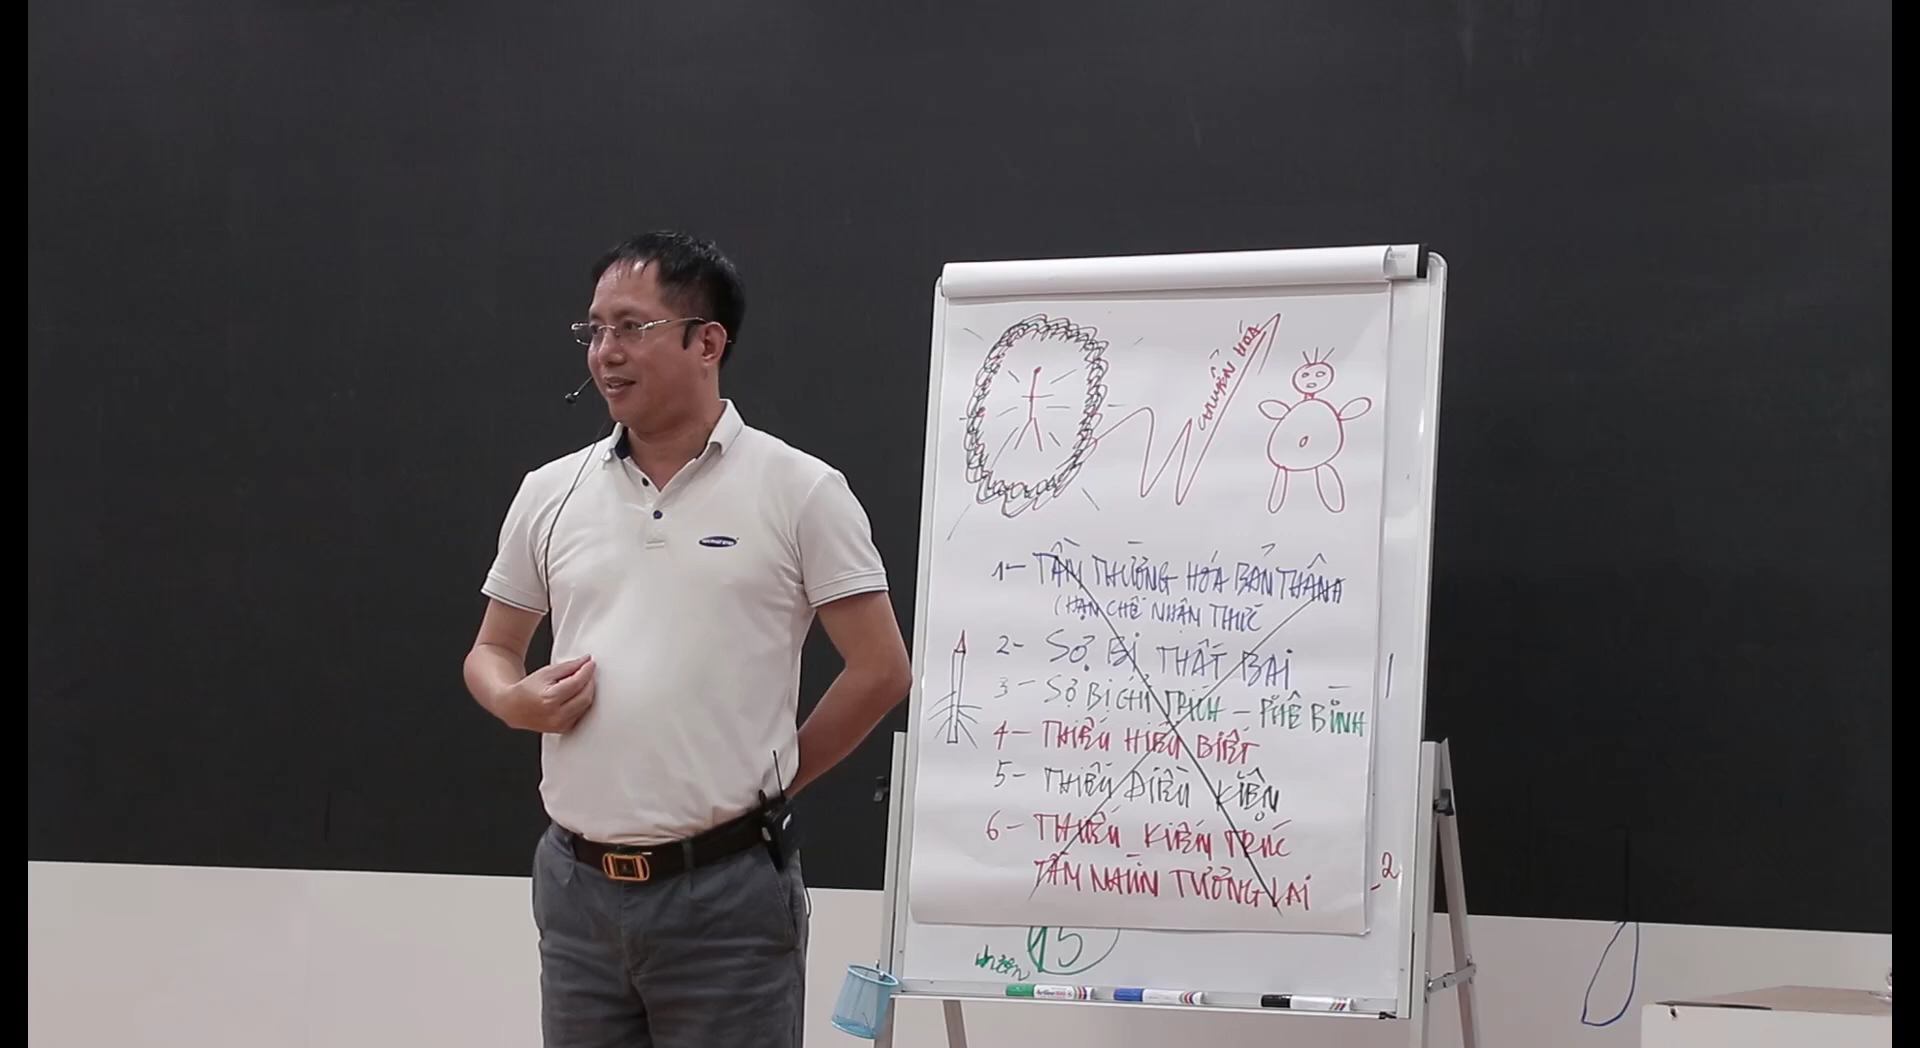 CHUYỂN HÓA
1- TẦM THƯỜNG HÓA BẢN THÂN
(HẠN CHẾ NHẬN THỨC
2- SỢ BỊ THẤT BẠI
3- SỢ BỊ CHỈ TRÍCH - PHÊ BÌNH
4- THIẾU HIỂU BIẾT
5- THIẾU ĐIỀU KIỆN
6- THIẾU KIẾN TRÚC
TẦM NHÌN TƯƠNG LAI
1
2
15